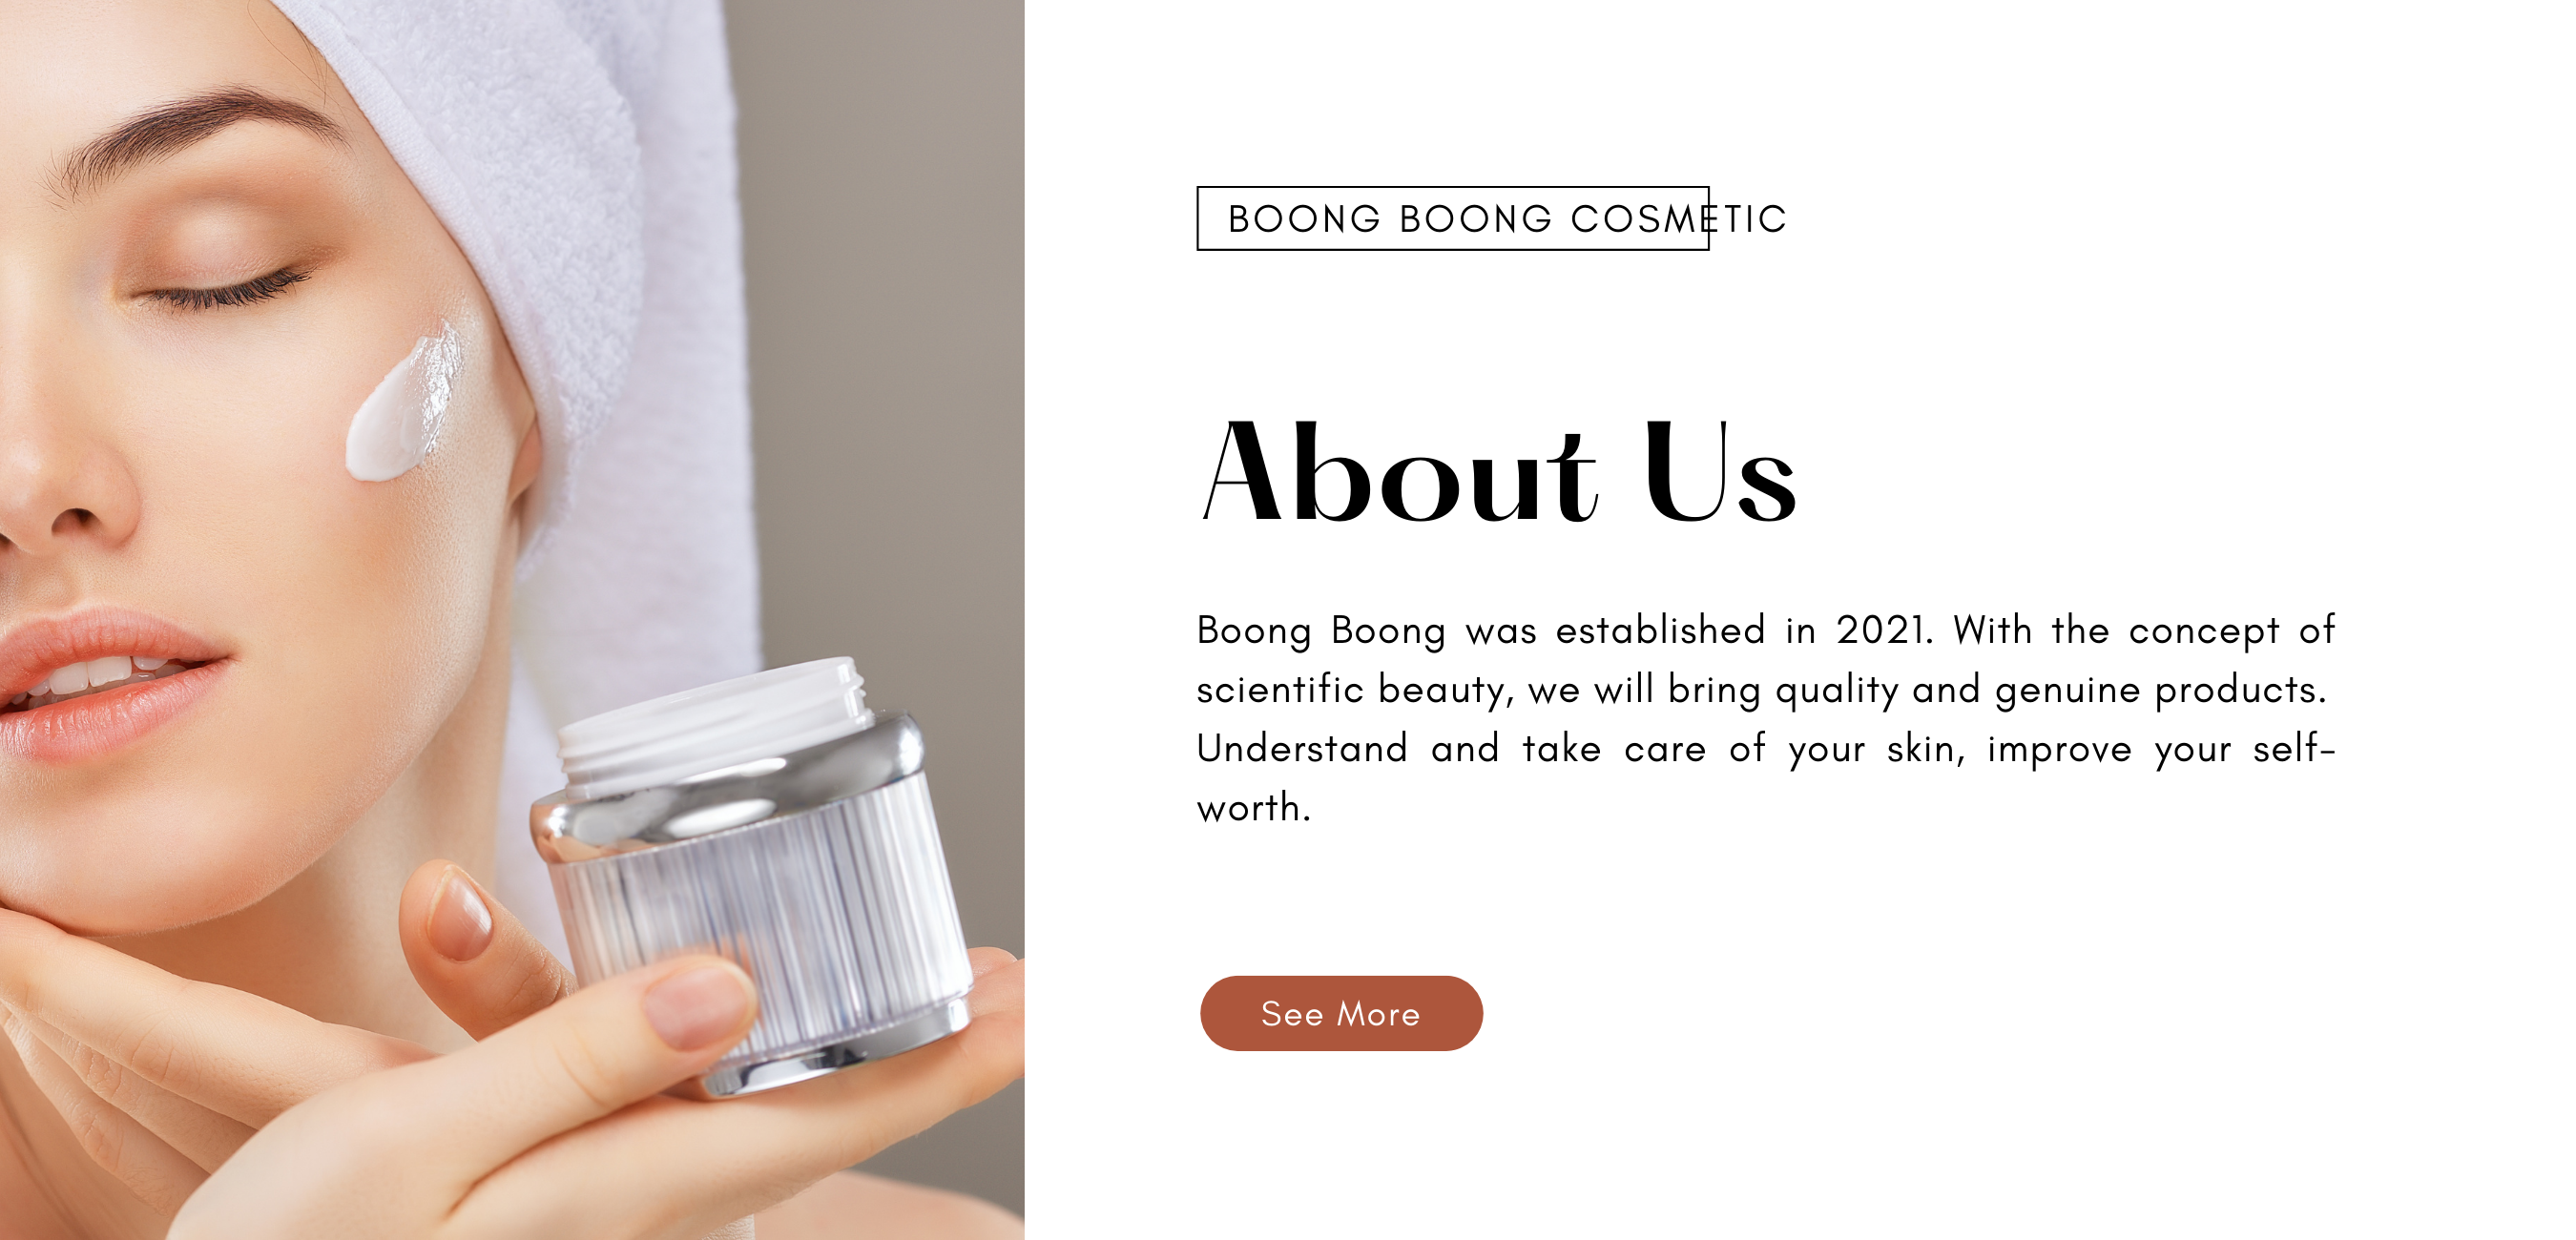 BOONG BOONG COSMETIC
About Us
Boong Boong was established in 2021. With the concept of
scientific beauty, we will bring quality and genuine products.
Understand and take care of your skin, improve your self-
worth.
See More